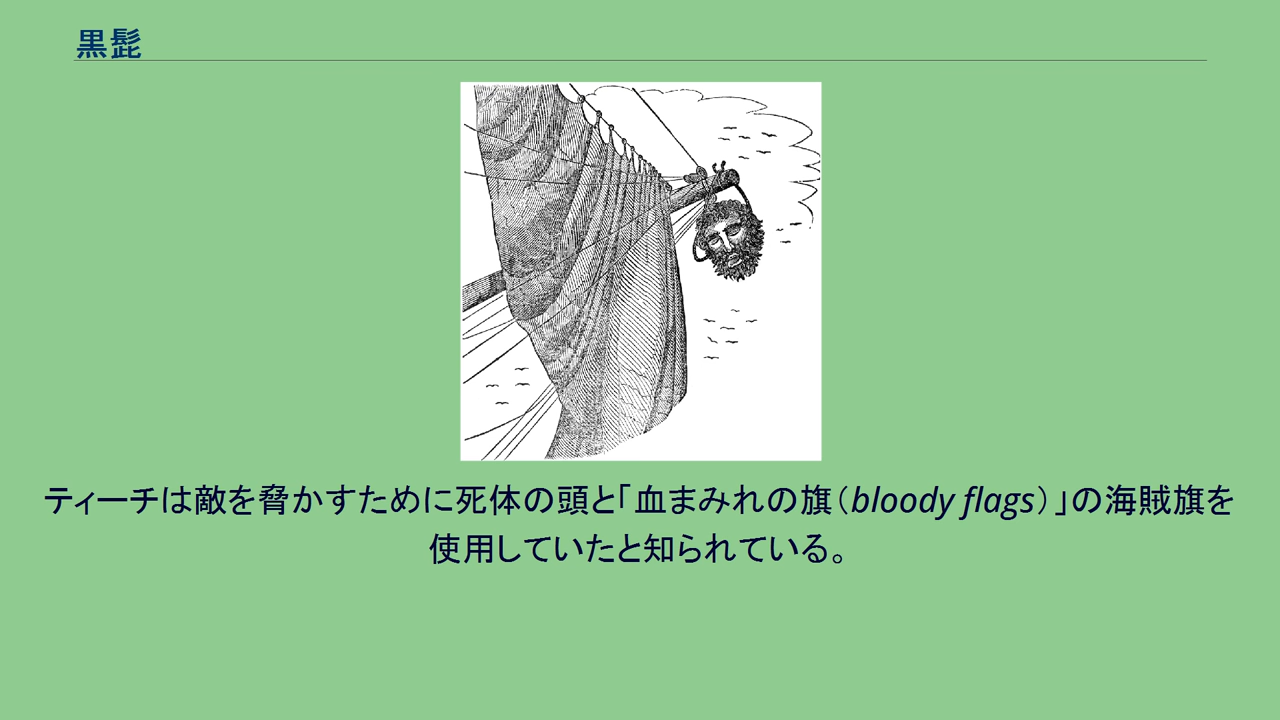 黒髭
ティーチは敵を脅かすために死体の頭と「血まみれの旗（bloody flags）」の海賊旗を
使用していたと知られている。